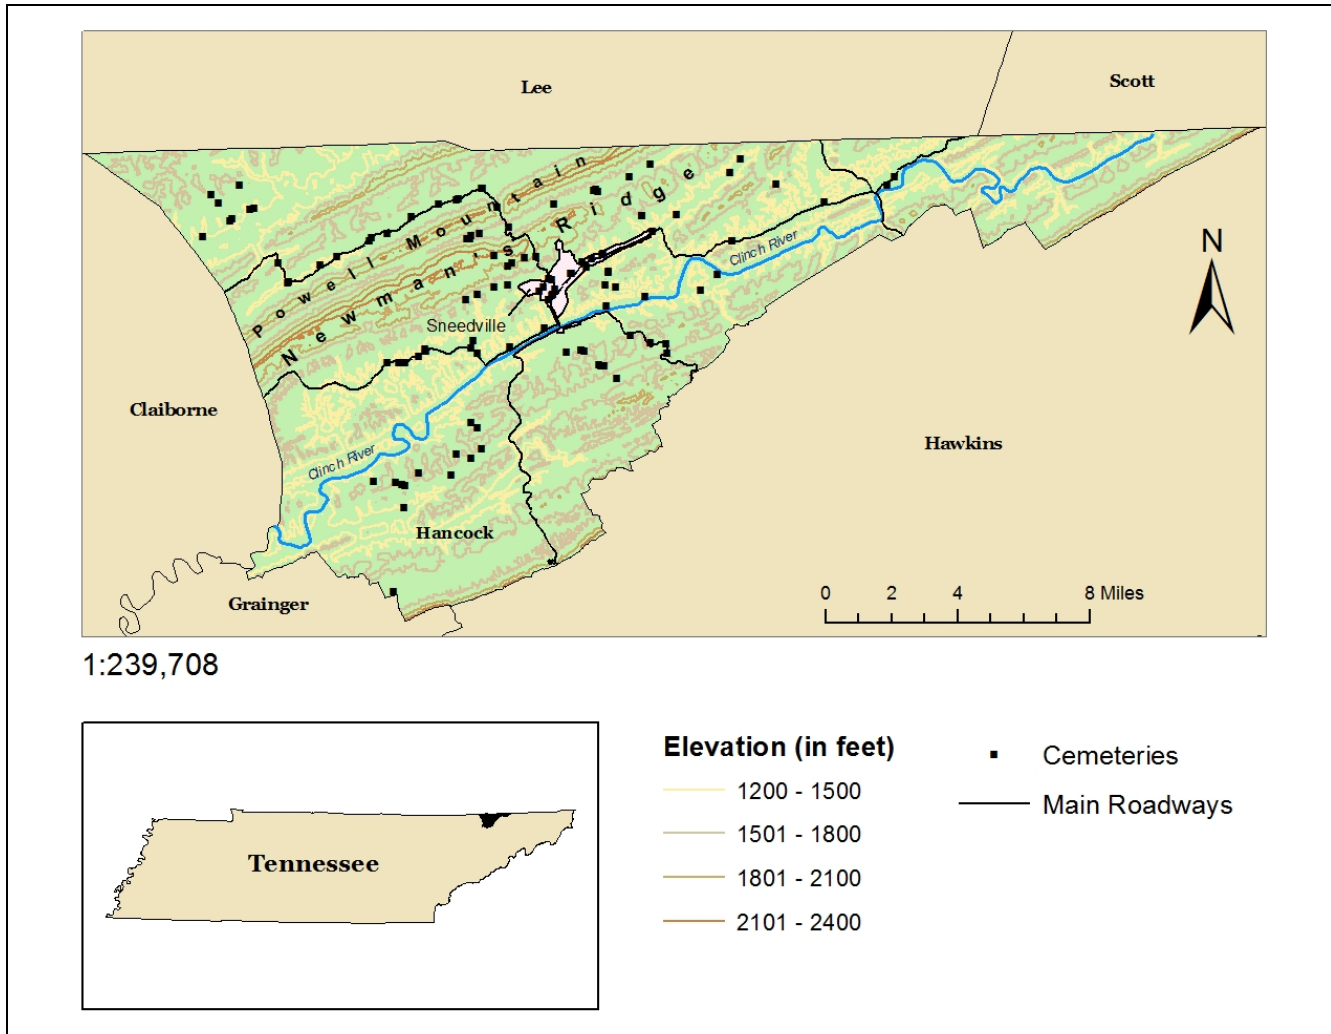 Lee
Scott
Powell Mountain
Newman's Ridge
N
Clinch River
Sneedville
Claiborne
Hawkins
Clinch River
Hancock
Grainger
0 2 4 8 Miles
1:239,708
Elevation (in feet)
1200 - 1500
1501 - 1800
1801 - 2100
2101 - 2400
Cemeteries
Main Roadways
Tennessee